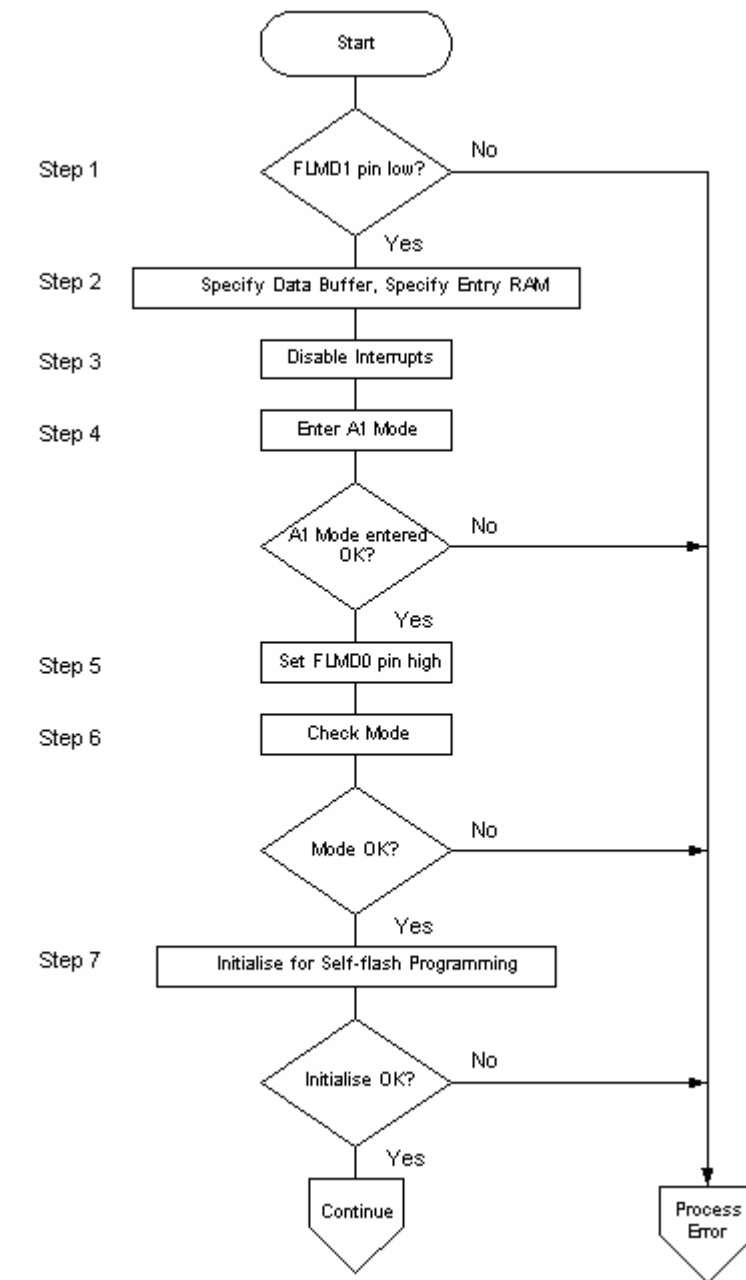 Start
Step 1
FLMD1 pin low?
No
Yes
Step 2
Specify Data Buffer, Specify Entry RAM
Step 3
Disable Interrupts
Step 4
Enter A1 Mode
A1 Mode entered
OK?
No
Yes
Step 5
Set FLMD0 pin high
Step 6
Check Mode
Mode OK?
No
Yes
Step 7
Initialise for Self-flash Programming
Initialise OK?
No
Yes
Continue
Process
Error